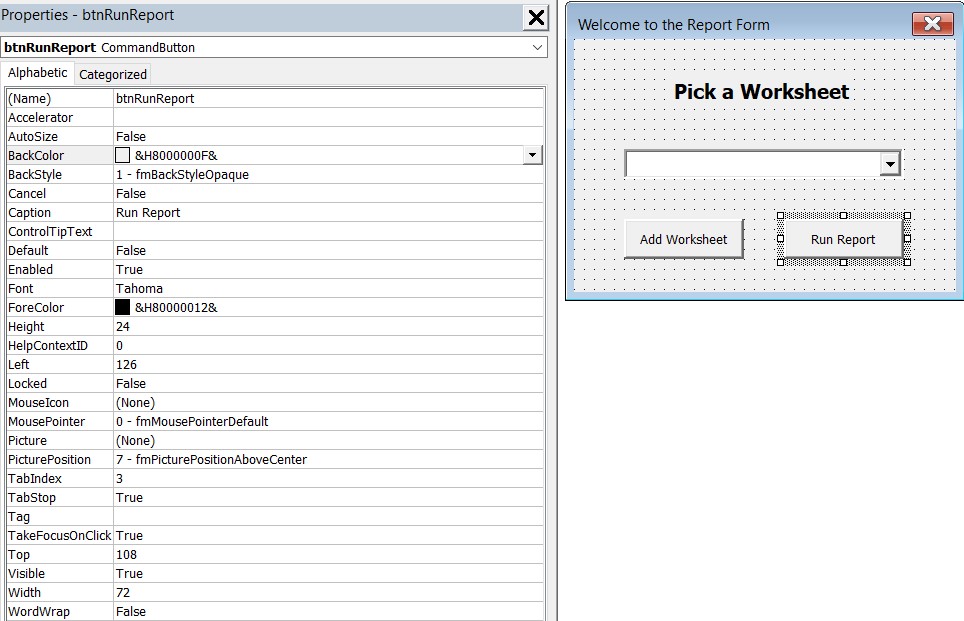 Properties - btnRunReport
btnRunReport CommandButton
Alphabetic Categorized
(Name) btnRunReport
Accelerator
AutoSize False
BackColor &H8000000F&
BackStyle 1 - fmBackStyleOpaque
Cancel False
Caption Run Report
ControlTipText
Default False
Enabled True
Font Tahoma
ForeColor &H80000012&
Height 24
HelpContextID 0
Left 126
Locked False
MouseIcon (None)
MousePointer 0 - fmMousePointerDefault
Picture (None)
PicturePosition 7 - fmPicturePositionAboveCenter
TabIndex 3
TabStop True
Tag
TakeFocusOnClick True
Top 108
Visible True
Width 72
WordWrap False
Welcome to the Report Form
Pick a Worksheet
Add Worksheet Run Report